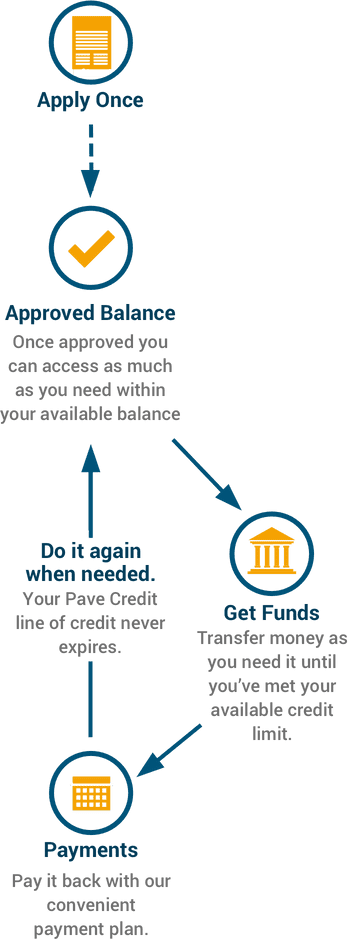 Apply Once
Approved Balance
Once approved you
can access as much
as you need within
your available balance
Do it again
when needed.
Your Pave Credit
line of credit never
expires.
Get Funds
Transfer money as
you need it until
you’ve met your
available credit
limit.
Payments
Pay it back with our
convenient
payment plan.